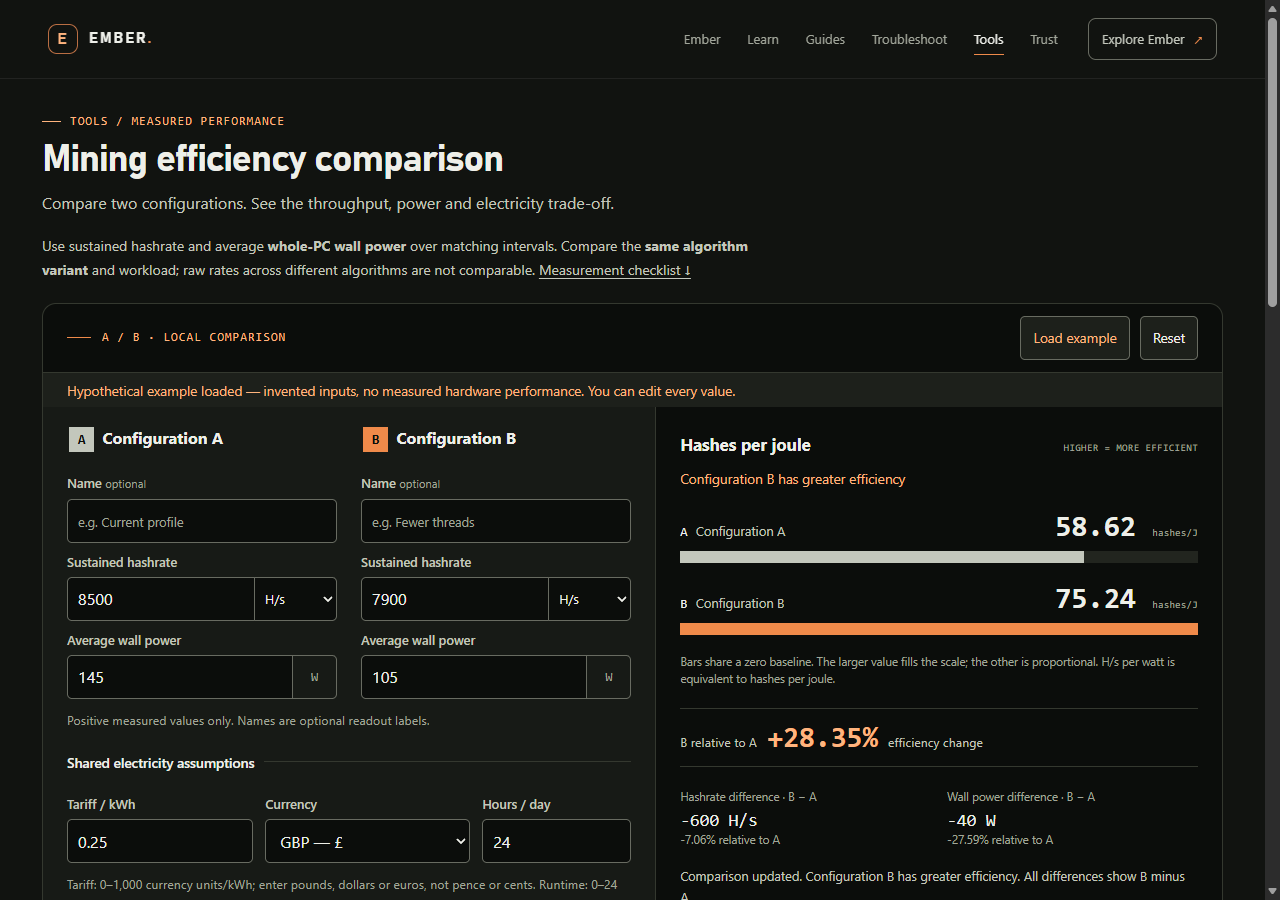 E EMBER.
Ember Learn Guides Troubleshoot Tools Trust Explore Ember ↗
TOOLS / MEASURED PERFORMANCE
Mining efficiency comparison
Compare two configurations. See the throughput, power and electricity trade-off.
Use sustained hashrate and average whole-PC wall power over matching intervals. Compare the same algorithm
variant and workload; raw rates across different algorithms are not comparable. Measurement checklist ↓
A / B · LOCAL COMPARISON
Load example
Reset
Hypothetical example loaded — invented inputs, no measured hardware performance. You can edit every value.
A Configuration A
Name optional
e.g. Current profile
Sustained hashrate
8500 H/s
Average wall power
145 W
B Configuration B
Name optional
e.g. Fewer threads
Sustained hashrate
7900 H/s
Average wall power
105 W
Positive measured values only. Names are optional readout labels.
Shared electricity assumptions
Tariff / kWh
0.25
Currency
GBP — £
Hours / day
24
Tariff: 0–1,000 currency units/kWh; enter pounds, dollars or euros, not pence or cents. Runtime: 0–24
Hashes per joule
HIGHER = MORE EFFICIENT
Configuration B has greater efficiency
A Configuration A 58.62 hashes/J
B Configuration B 75.24 hashes/J
Bars share a zero baseline. The larger value fills the scale; the other is proportional. H/s per watt is
equivalent to hashes per joule.
B relative to A +28.35% efficiency change
Hashrate difference · B − A
-600 H/s
-7.06% relative to A
Wall power difference · B − A
-40 W
-27.59% relative to A
Comparison updated. Configuration B has greater efficiency. All differences show B minus
A.